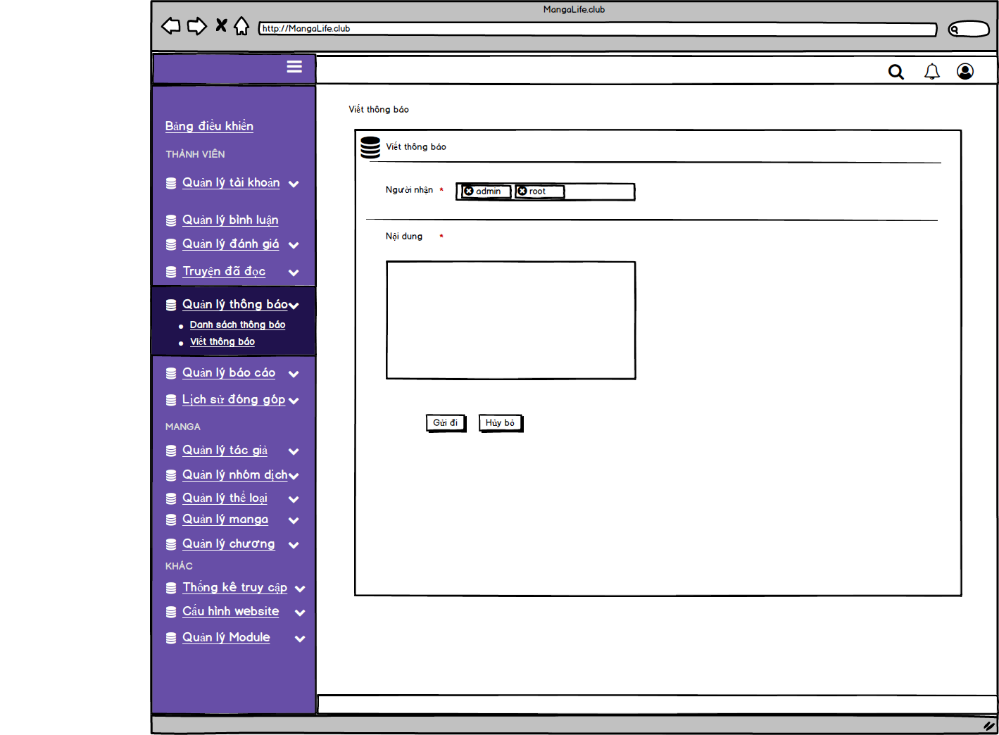 MangaLife.club
http://MangaLife.club
Bảng điều khiển
THÀNH VIÊN
Quản lý tài khoản
Quản lý bình luận
Quản lý đánh giá
Truyện đã đọc
Quản lý thông báo
Danh sách thông báo
Viết thông báo
Quản lý báo cáo
Lịch sử đóng góp
MANGA
Quản lý tác giả
Quản lý nhóm dịch
Quản lý thể loại
Quản lý manga
Quản lý chương
KHÁC
Thống kê truy cập
Cấu hình website
Quản lý Module
Viết thông báo
Viết thông báo
Người nhận * admin root
Nội dung *
Gửi đi Hủy bỏ